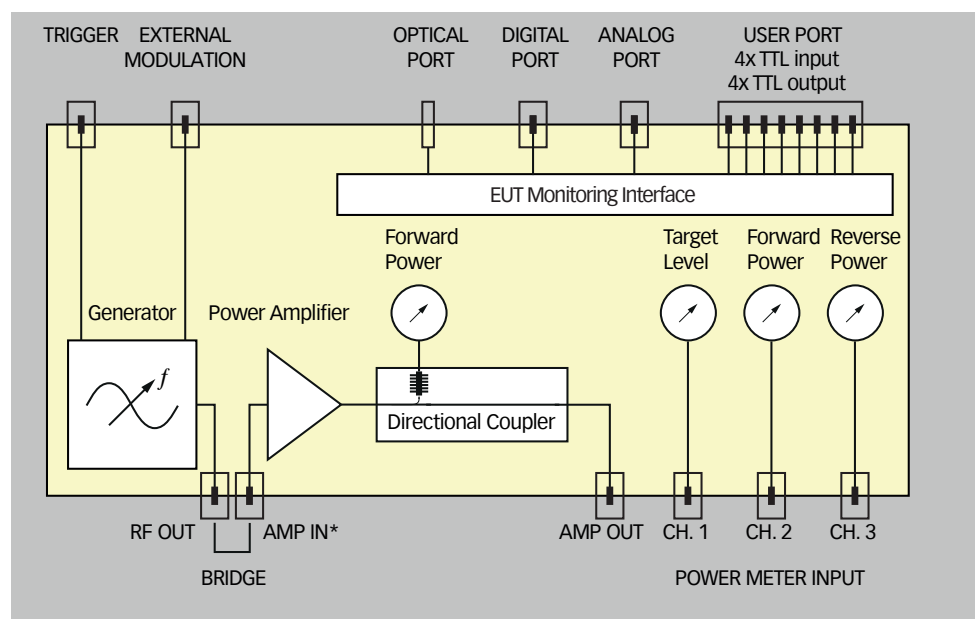 TRIGGER
EXTERNAL
MODULATION
OPTICAL
PORT
DIGITAL
PORT
ANALOG
PORT
USER PORT
4x TTL input
4x TTL output
EUT Monitoring Interface
Forward
Power
Target
Level
Forward
Power
Reverse
Power
Generator
Power Amplifier
f
Directional Coupler
RF OUT
AMP IN*
AMP OUT
CH. 1
CH. 2
CH. 3
BRIDGE
POWER METER INPUT